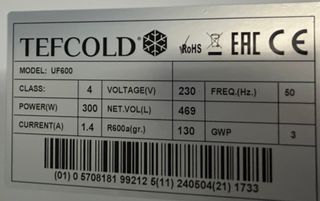 TEFCOLD RoHS EAC CE
MODEL: UF600
CLASS: 4 VOLTAGE(V) 230 FREQ.(Hz.) 50
POWER(W) 300 NET.VOL(L) 469
CURRENT(A) 1.4 R600a(gr.) 130 GWP 3
(01) 0 5708181 99212 5(11) 240504(21) 1733